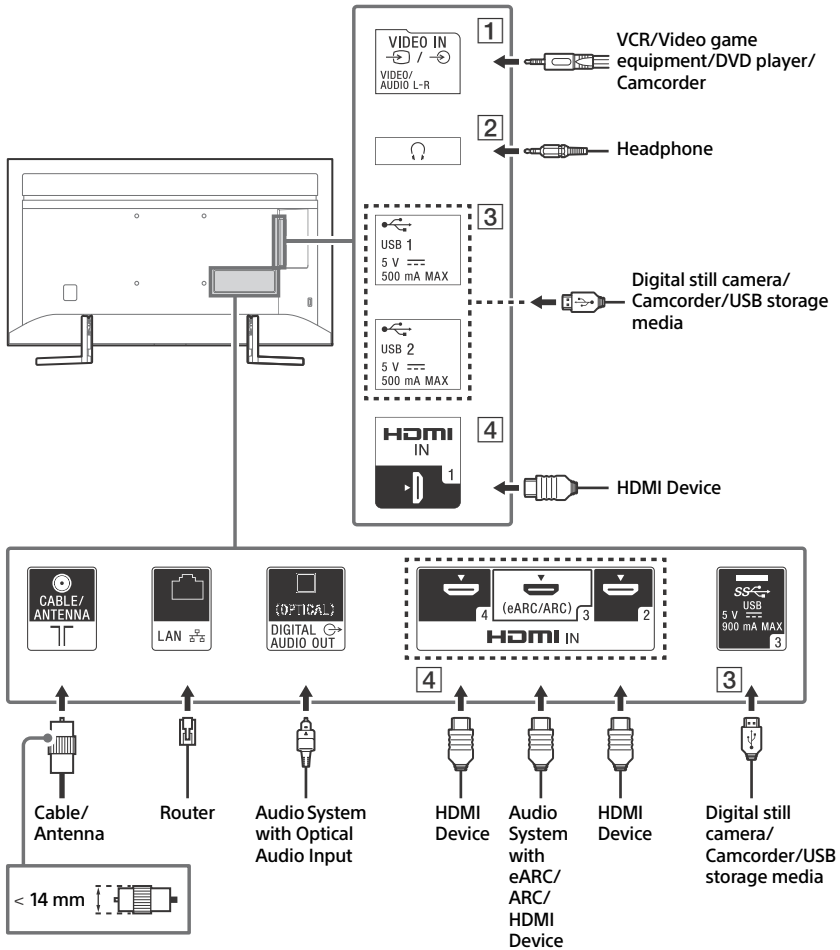 1
VIDEO IN
/
VIDEO/
AUDIO L-R
VCR/Video game
equipment/DVD player/
Camcorder
2
Headphone
3
USB 1
5 V
500 mA MAX
USB 2
5 V
500 mA MAX
Digital still camera/
Camcorder/USB storage
media
4
HDMI
IN
1
HDMI Device
CABLE/
ANTENNA
LAN
(OPTICAL)
DIGITAL
AUDIO OUT
4
(eARC/ARC)
3
2
HDMI IN
SS
USB
5 V
900 mA MAX
3
4
3
Cable/
Antenna
Router
Audio System
with Optical
Audio Input
HDMI
Device
Audio
System
with
eARC/
ARC/
HDMI
Device
HDMI
Device
Digital still
camera/
Camcorder/USB
storage media
< 14 mm